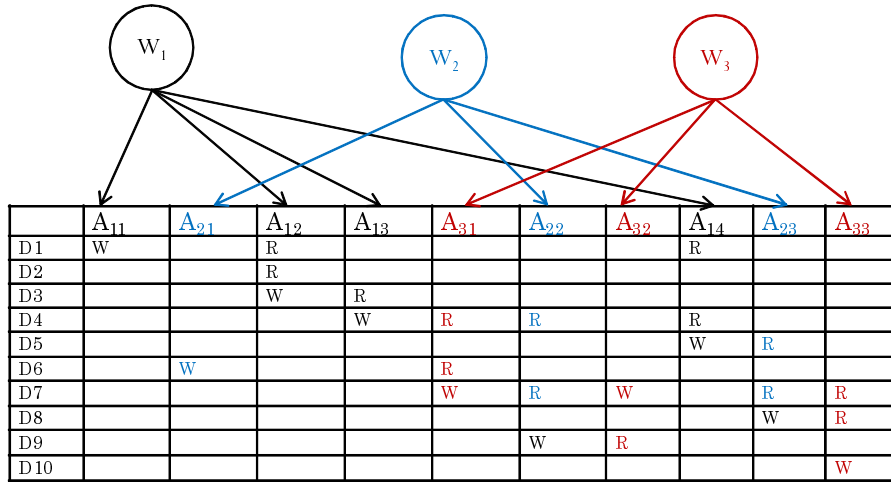 W1 W2 W3
A11 A21 A12 A13 A31 A22 A32 A14 A23 A33
D1 W R R
D2 R
D3 W R
D4 W R R R
D5 W R
D6 W R
D7 W R W R R
D8 W R
D9 W R
D10 W